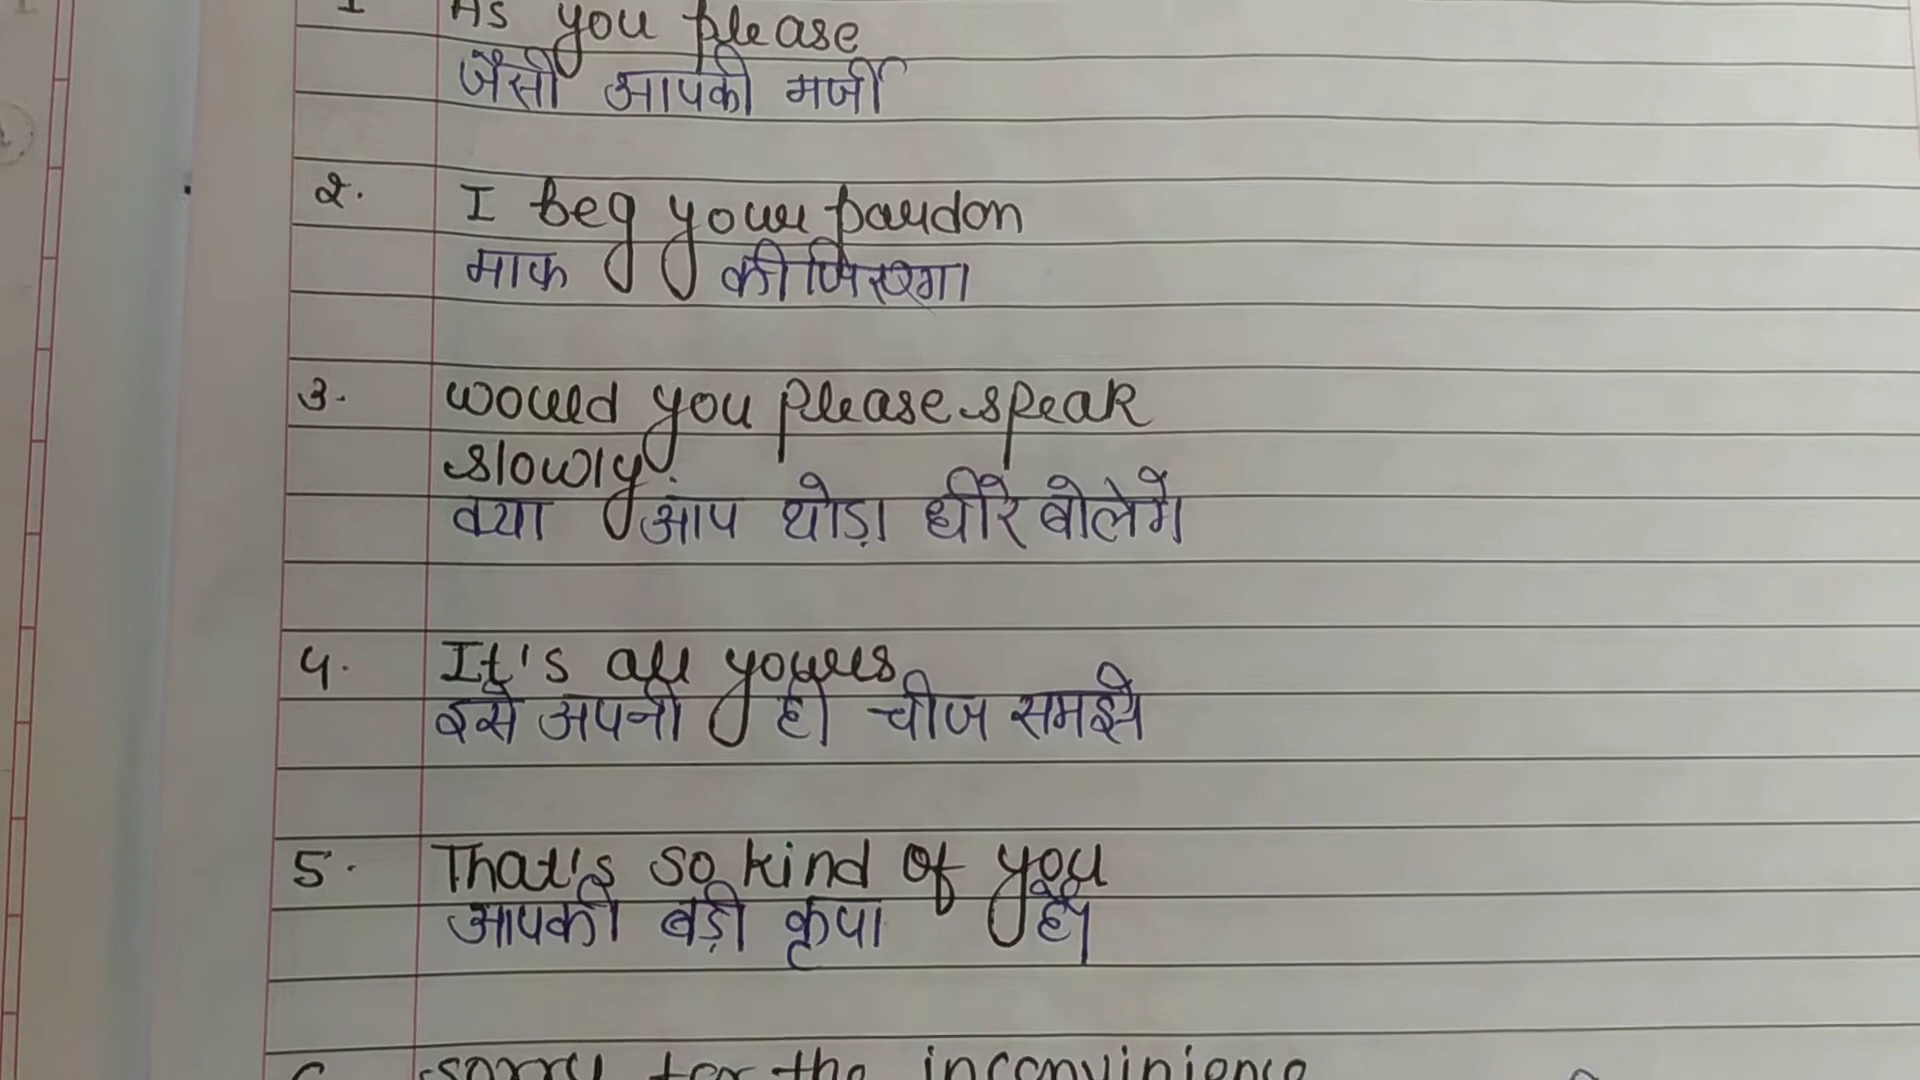 1 As you please
जैसी आपकी मर्जी
2. I beg your pardon
माफ कीजिएगा
3. would you please speak
slowly.
क्या आप थोड़ा धीरे बोलेगें
4. It's all yours
इसे अपनी ही चीज समझे
5. That's so kind of you
आपकी बड़ी कृपा है।
sorry for the inconvinience